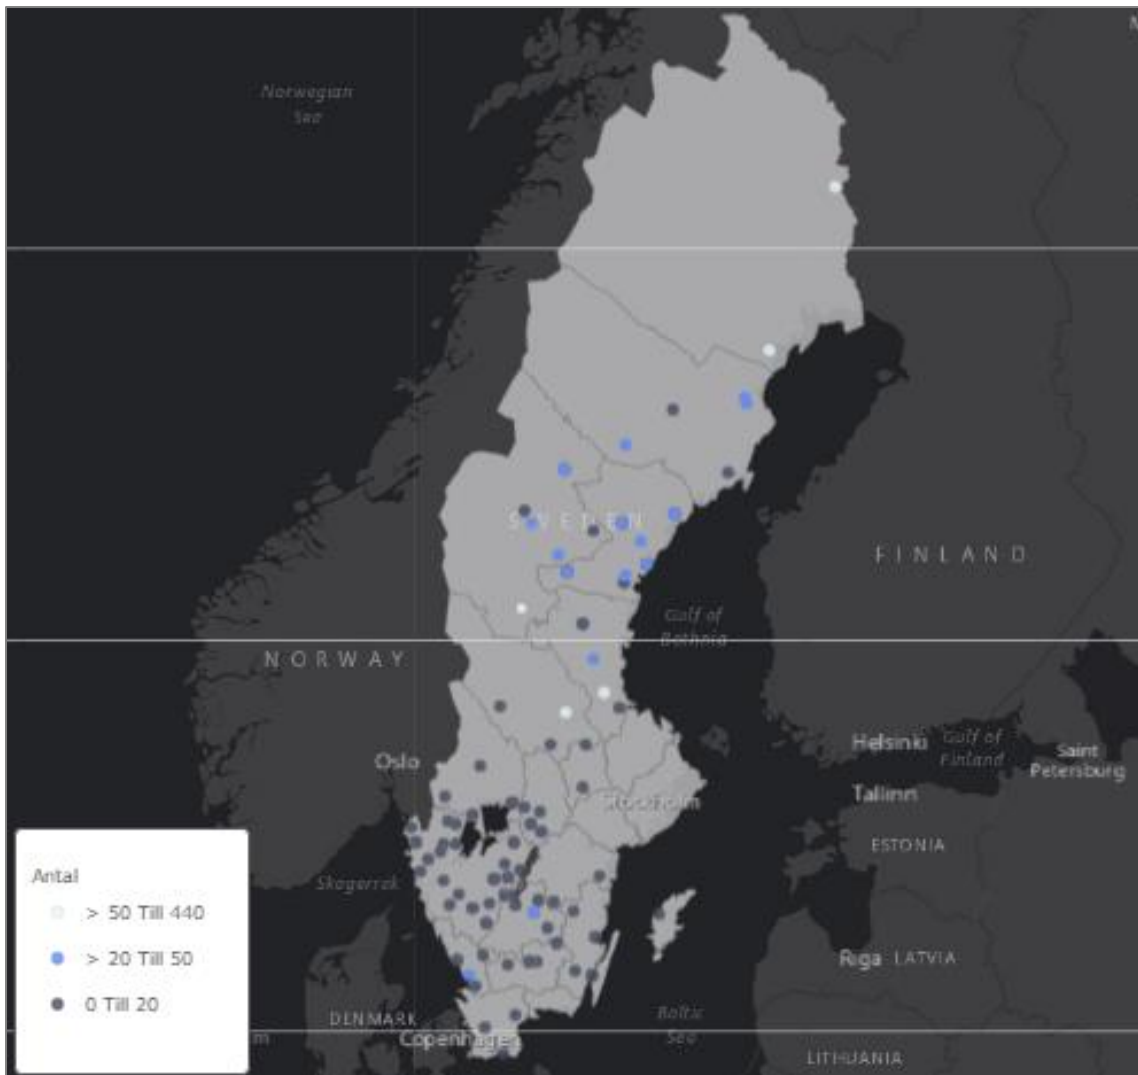 Norwegian
Sea
SWEDEN
FINLAND
Gulf of
Bothnia
NORWAY
Oslo
Helsinki
Gulf of
Finland
Saint
Petersburg
Tallinn
Stockholm
ESTONIA
Skagerrak
Antal
> 50 Till 440
> 20 Till 50
0 Till 20
Riga
LATVIA
DENMARK
Baltic
Sea
Copenhagen
LITHUANIA